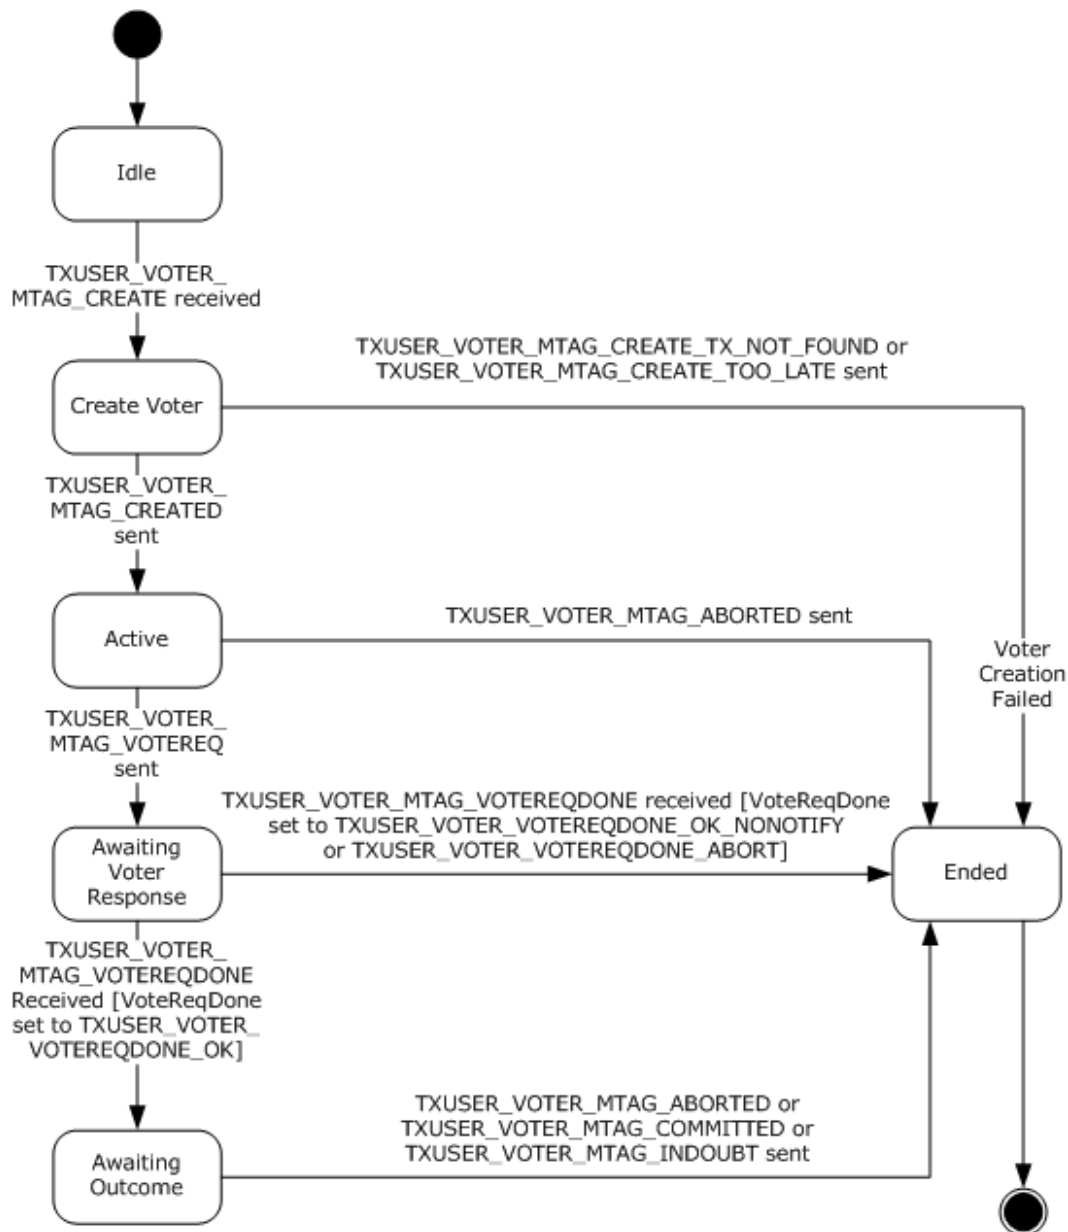 Idle
TXUSER_VOTER_
MTAG_CREATE received
TXUSER_VOTER_MTAG_CREATE_TX_NOT_FOUND or
TXUSER_VOTER_MTAG_CREATE_TOO_LATE sent
Create Voter
TXUSER_VOTER_
MTAG_CREATED
sent
Active
TXUSER_VOTER_MTAG_ABORTED sent
Voter
Creation
Failed
TXUSER_VOTER_
MTAG_VOTEREQ
sent
TXUSER_VOTER_MTAG_VOTEREQDONE received [VoteReqDone
set to TXUSER_VOTER_VOTEREQDONE_OK_NONOTIFY
or TXUSER_VOTER_VOTEREQDONE_ABORT]
Awaiting
Voter
Response
Ended
TXUSER_VOTER_
MTAG_VOTEREQDONE
Received [VoteReqDone
set to TXUSER_VOTER_
VOTEREQDONE_OK]
TXUSER_VOTER_MTAG_ABORTED or
TXUSER_VOTER_MTAG_COMMITTED or
TXUSER_VOTER_MTAG_INDOUBT sent
Awaiting
Outcome